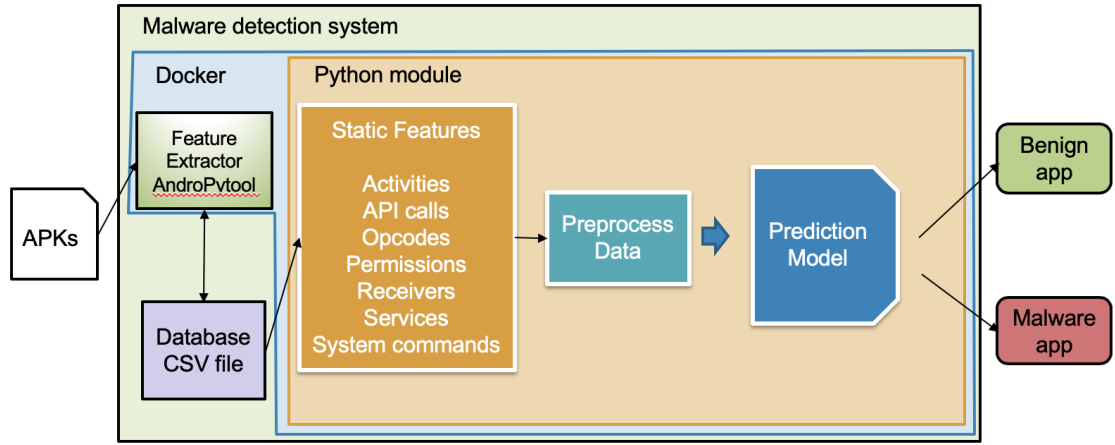 Malware detection system
Docker
Python module
Feature
Extractor
AndroPytool
APKs
Database
CSV file
Static Features
Activities
API calls
Opcodes
Permissions
Receivers
Services
System commands
Preprocess
Data
Prediction
Model
Benign
app
Malware
app